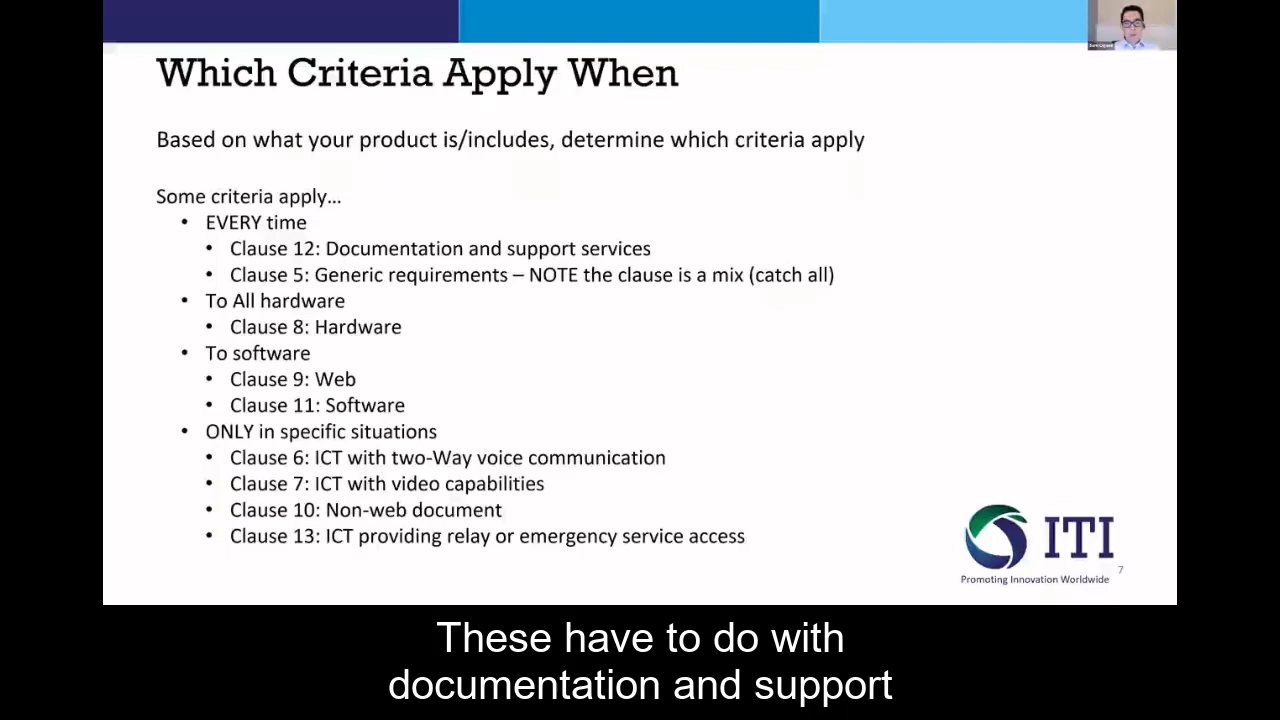 Which Criteria Apply When
Based on what your product is/includes, determine which criteria apply
Some criteria apply…
• EVERY time
• Clause 12: Documentation and support services
• Clause 5: Generic requirements – NOTE the clause is a mix (catch all)
• To All hardware
• Clause 8: Hardware
• To software
• Clause 9: Web
• Clause 11: Software
• ONLY in specific situations
• Clause 6: ICT with two-Way voice communication
• Clause 7: ICT with video capabilities
• Clause 10: Non-web document
• Clause 13: ICT providing relay or emergency service access
ITI
Promoting Innovation Worldwide
7
These have to do with
documentation and support